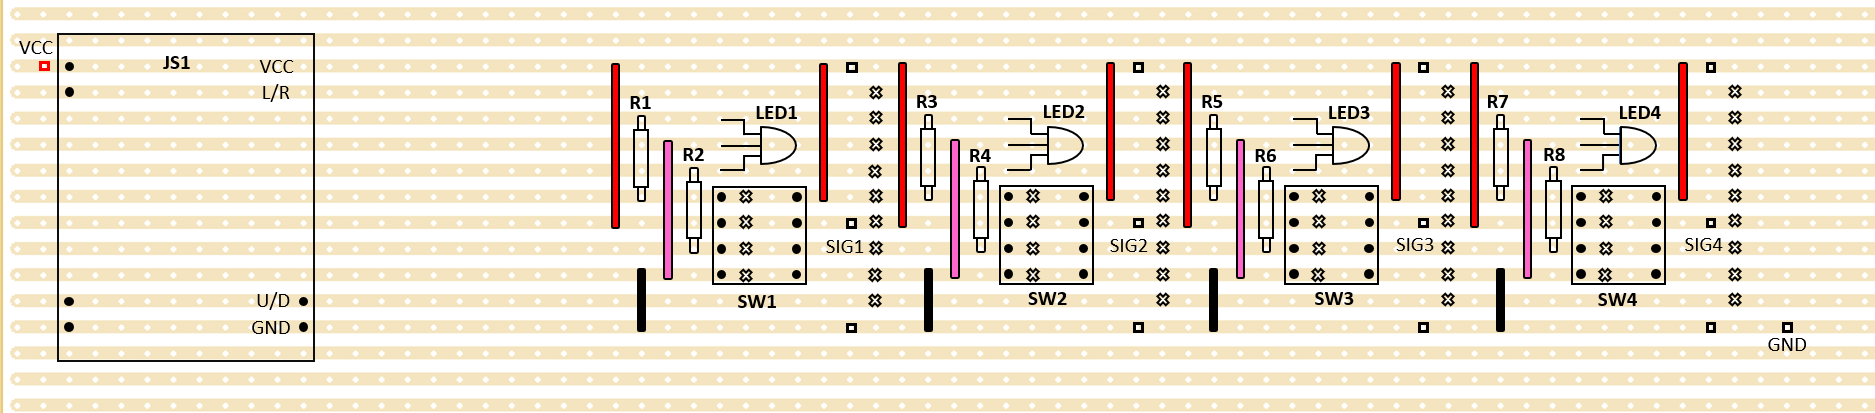 VCC
JS1
VCC
L/R
U/D
GND
R1
R2
LED1
SW1
SIG1
R3
R4
LED2
SW2
SIG2
R5
R6
LED3
SW3
SIG3
R7
R8
LED4
SW4
SIG4
GND